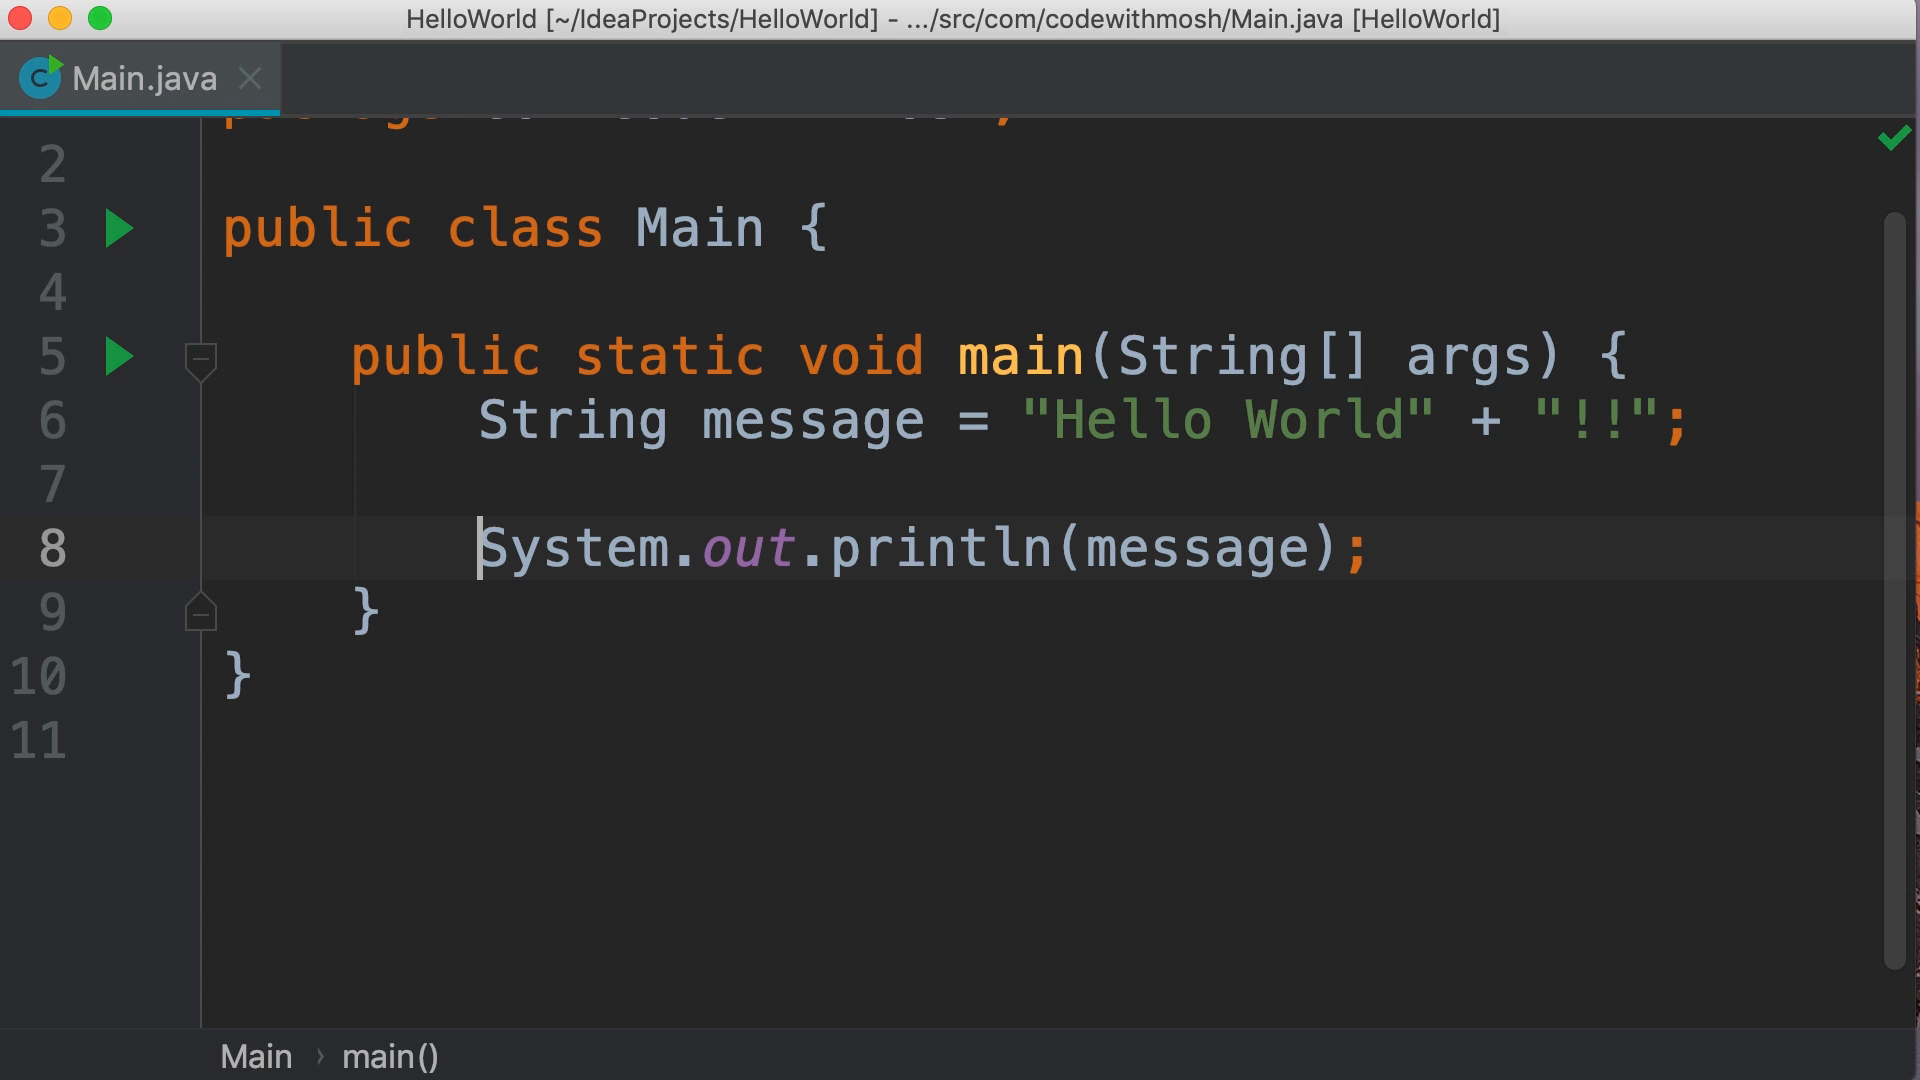 HelloWorld [~/IdeaProjects/HelloWorld] - .../src/com/codewithmosh/Main.java [HelloWorld]
C Main.java
2
3 public class Main {
4
5 public static void main(String[] args) {
6 String message = "Hello World" + "!!";
7
8 System.out.println(message);
9 }
10 }
11
Main › main()